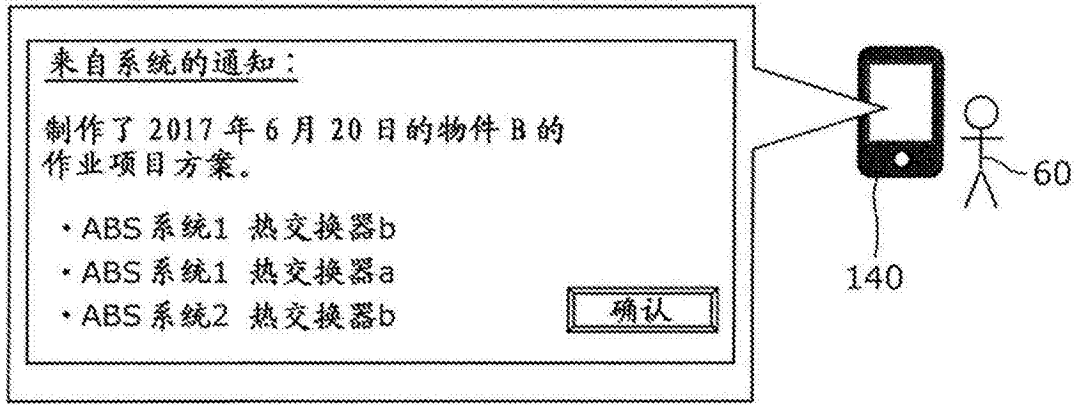 来自系统的通知：
制作了 2017 年 6 月 20 日的物件 B 的
作业项目方案。
・ABS 系统1 热交换器b
・ABS 系统1 热交换器a
・ABS 系统2 热交换器b
确认
60
140